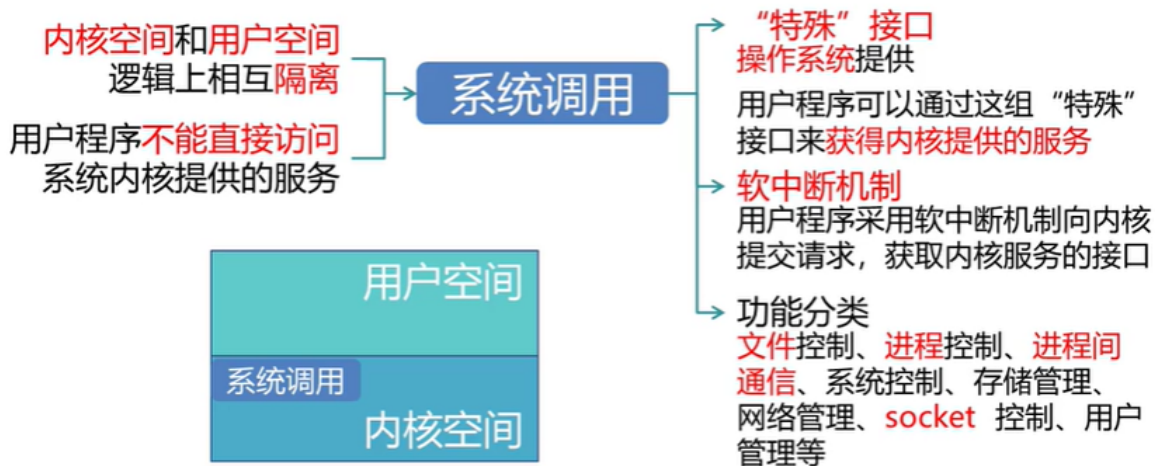 内核空间和用户空间
逻辑上相互隔离
用户程序不能直接访问
系统内核提供的服务
系统调用
“特�”接口
操作系统提供
用户程序可以通过这组“特殊”
接口来获得内核提供的服务
软中断机制
用户程序采用软中断机制向内核
提交请求，获取内核服务的接口
功能分类
文件控制、进程控制、进程间
通信、系统控制、存储管理、
网络管理、socket 控制、用户
管理等
用户空间
系统调用
内核空间